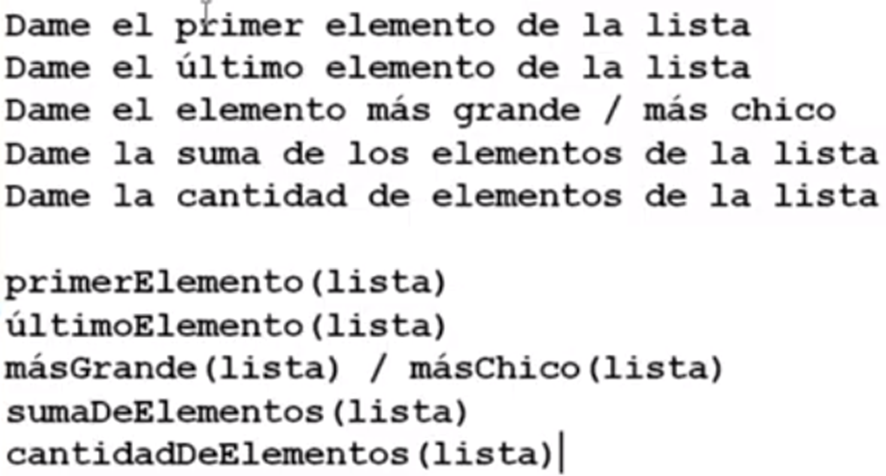 Dame el primer elemento de la lista
Dame el último elemento de la lista
Dame el elemento más grande / más chico
Dame la suma de los elementos de la lista
Dame la cantidad de elementos de la lista
primerElemento(lista)
últimoElemento(lista)
másGrande(lista) / másChico(lista)
sumaDeElementos(lista)
cantidadDeElementos(lista)